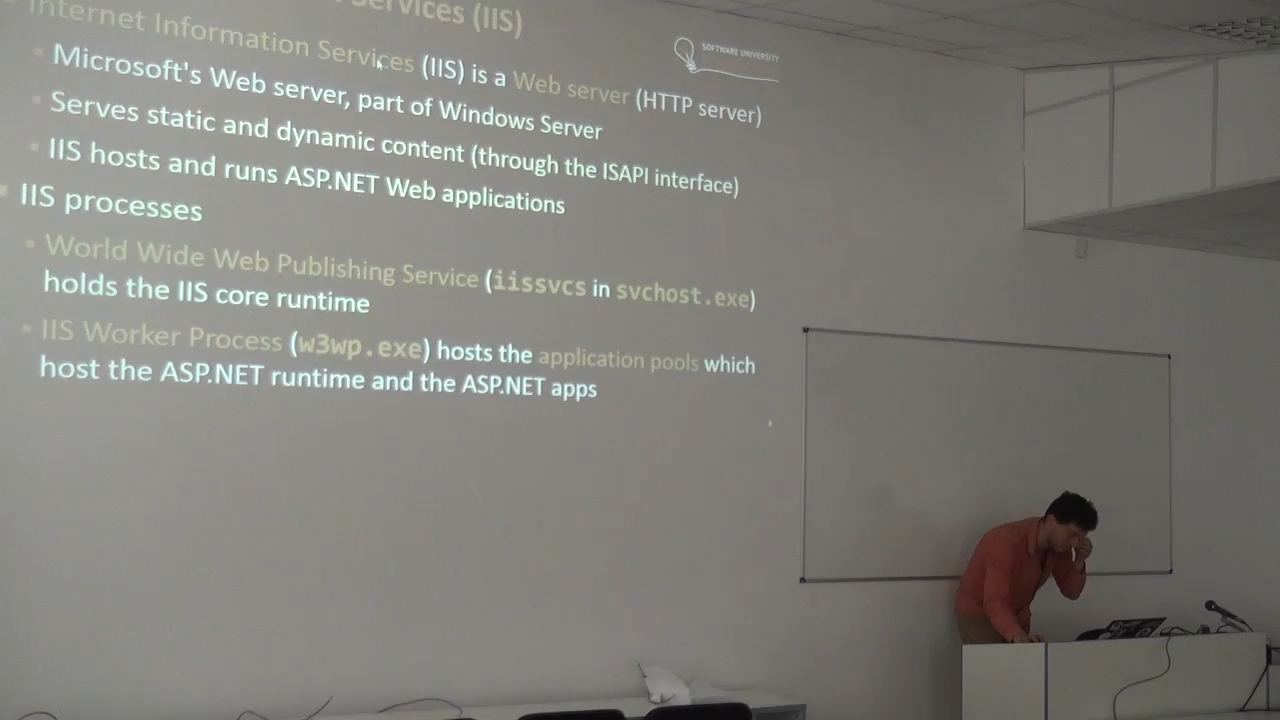 Services (IIS)
SOFTWARE UNIVERSITY
Internet Information Services (IIS) is a Web server (HTTP server)
Microsoft's Web server, part of Windows Server
Serves static and dynamic content (through the ISAPI interface)
IIS hosts and runs ASP.NET Web applications
IIS processes
World Wide Web Publishing Service (iissvcs in svchost.exe)
holds the IIS core runtime
IIS Worker Process (w3wp.exe) hosts the application pools which
host the ASP.NET runtime and the ASP.NET apps